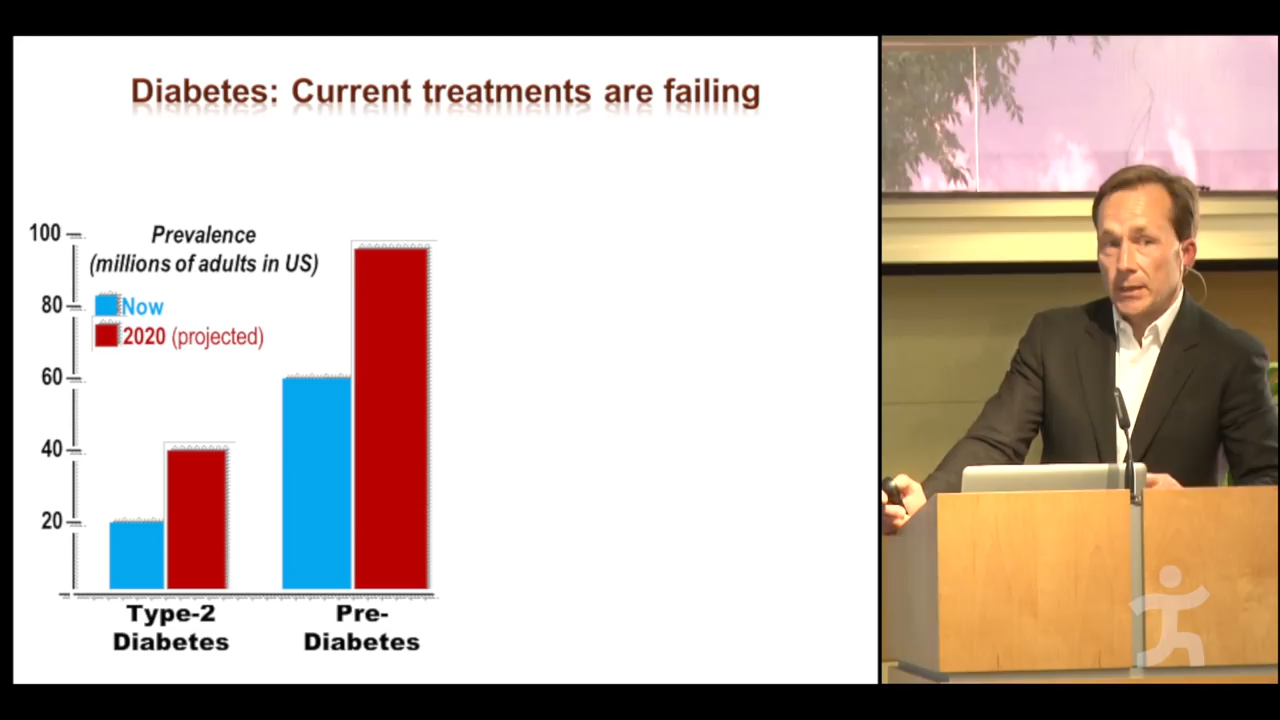 Diabetes: Current treatments are failing
Prevalence
(millions of adults in US)
Now
2020 (projected)
100
80
60
40
20
Type-2
Diabetes
Pre-
Diabetes